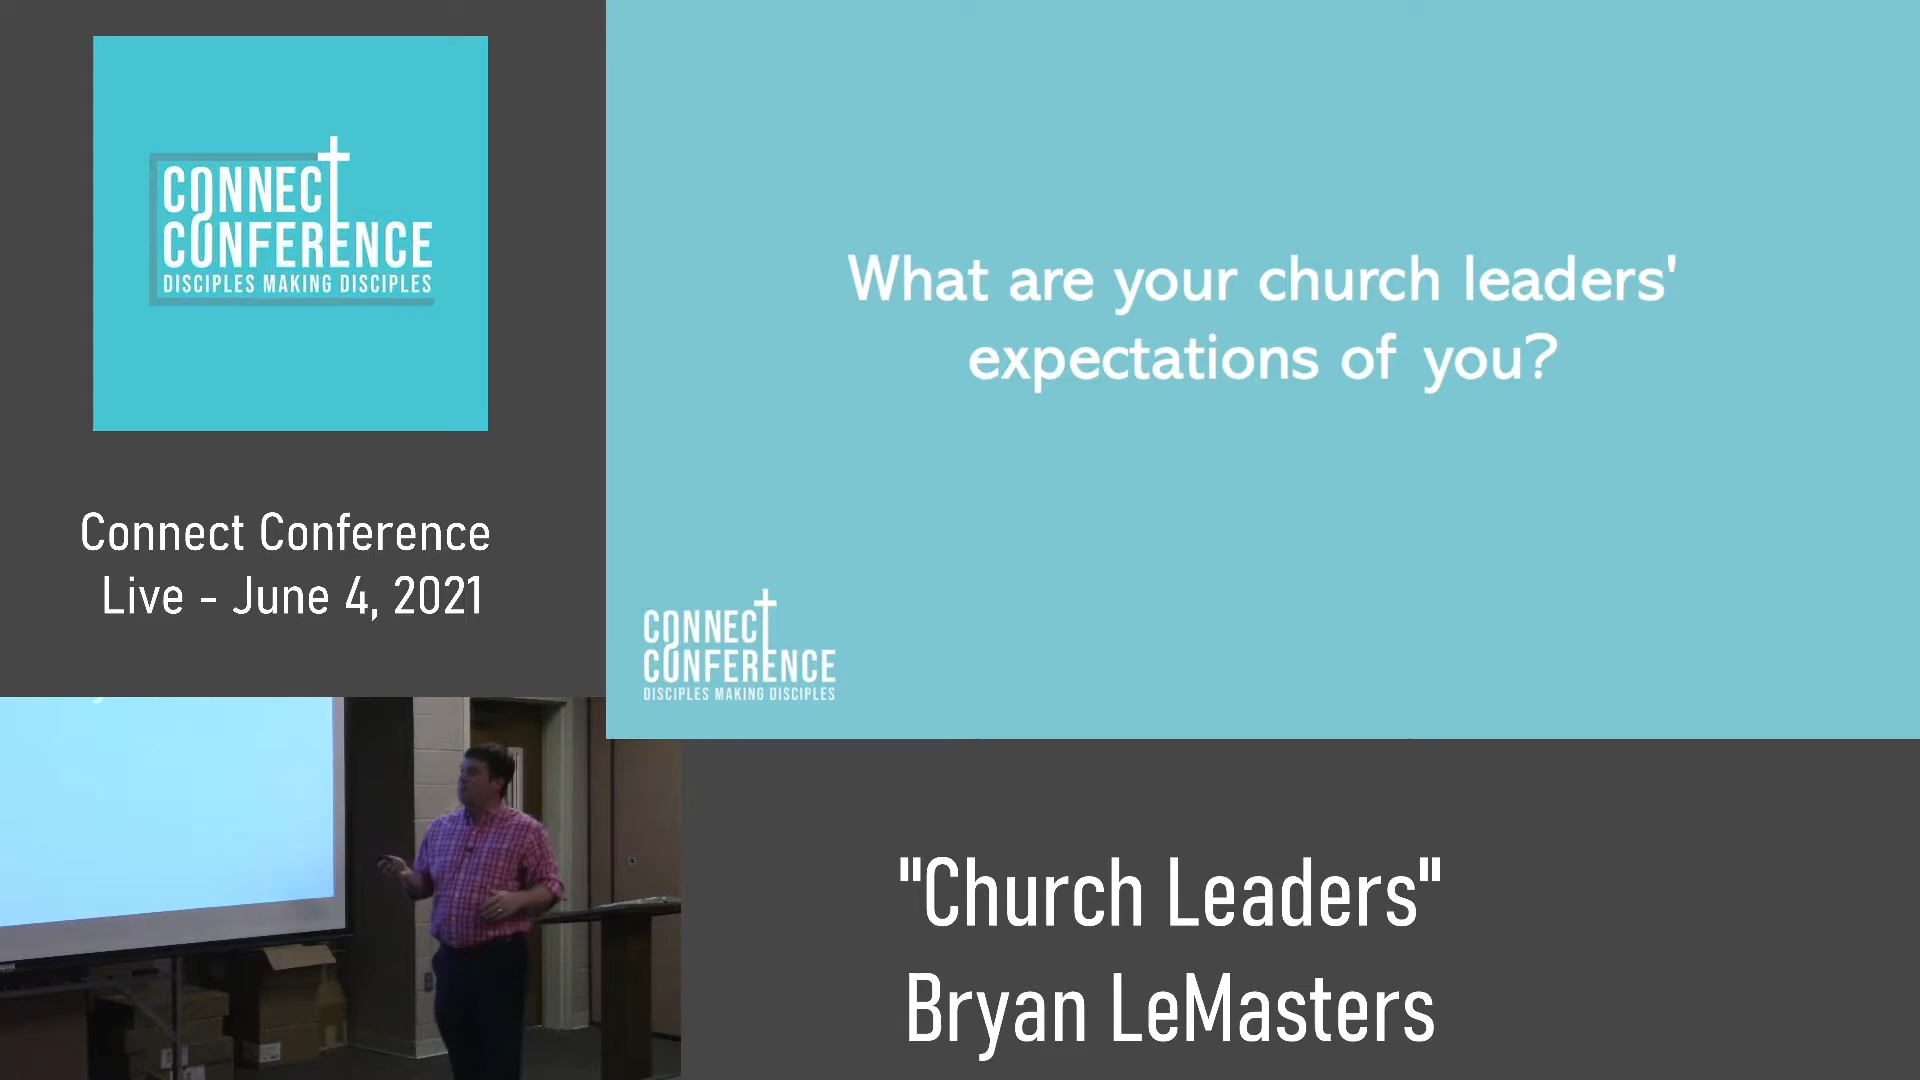 CONNECT
CONFERENCE
DISCIPLES MAKING DISCIPLES
Connect Conference
Live - June 4, 2021
What are your church leaders'
expectations of you?
CONNECT
CONFERENCE
DISCIPLES MAKING DISCIPLES
"Church Leaders"
Bryan LeMasters